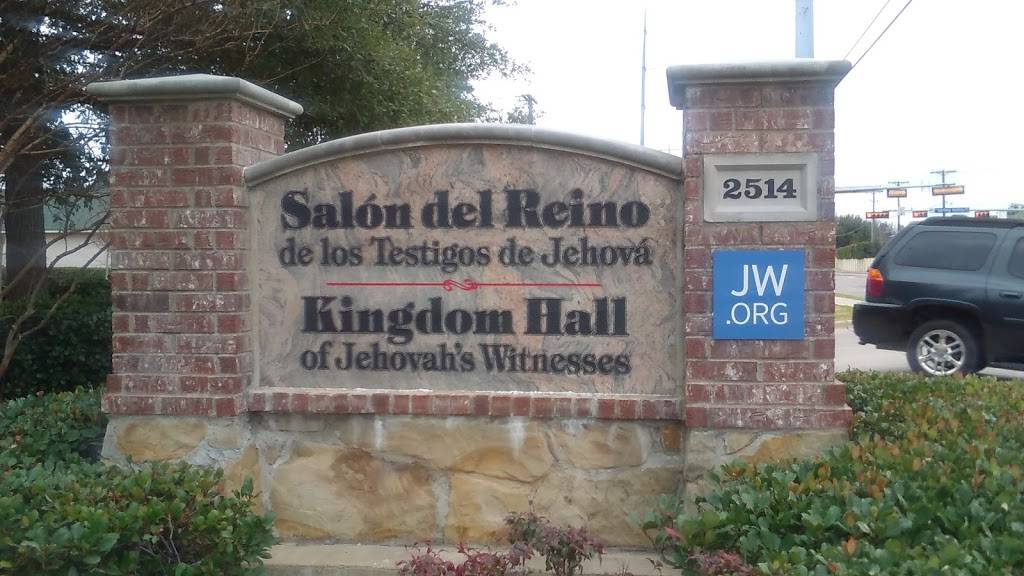 Salón del Reino
de los Testigos de Jehová
Kingdom Hall
of Jehovah's Witnesses
2514
JW
.ORG